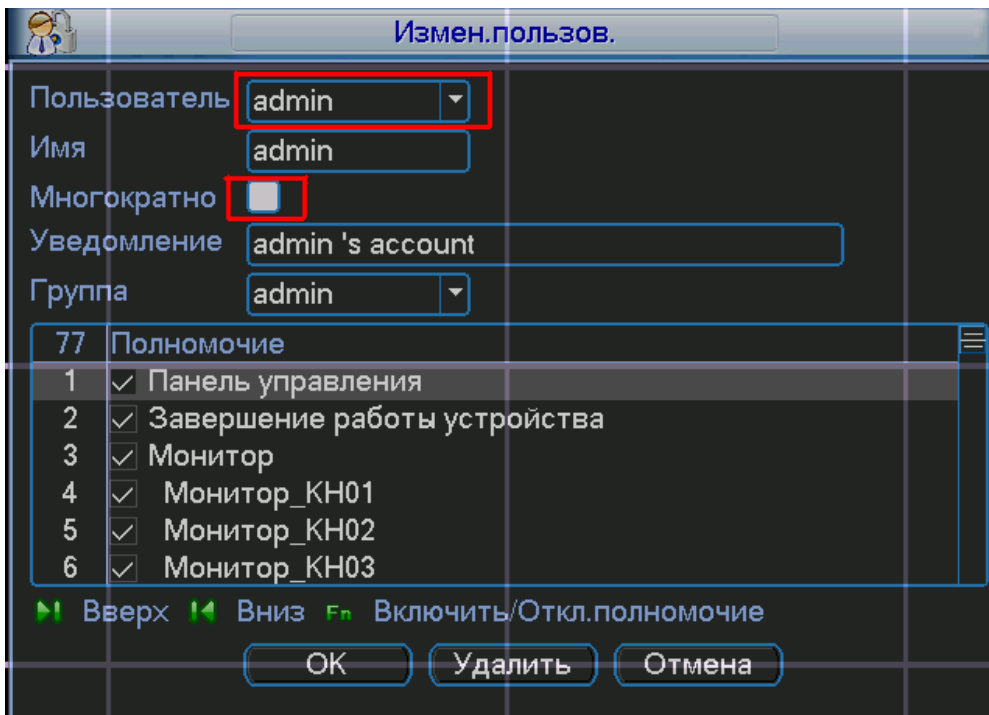 Измен.пользов.
Пользователь admin
Имя admin
Многократно
Уведомление admin 's account
Группа admin
77 Полномочие
1 Панель управления
2 Завершение работы устройства
3 Монитор
4 Монитор_КН01
5 Монитор_КН02
6 Монитор_КН03
Вверх Вниз Fn Включить/Откл.полномочие
OK Удалить Отмена